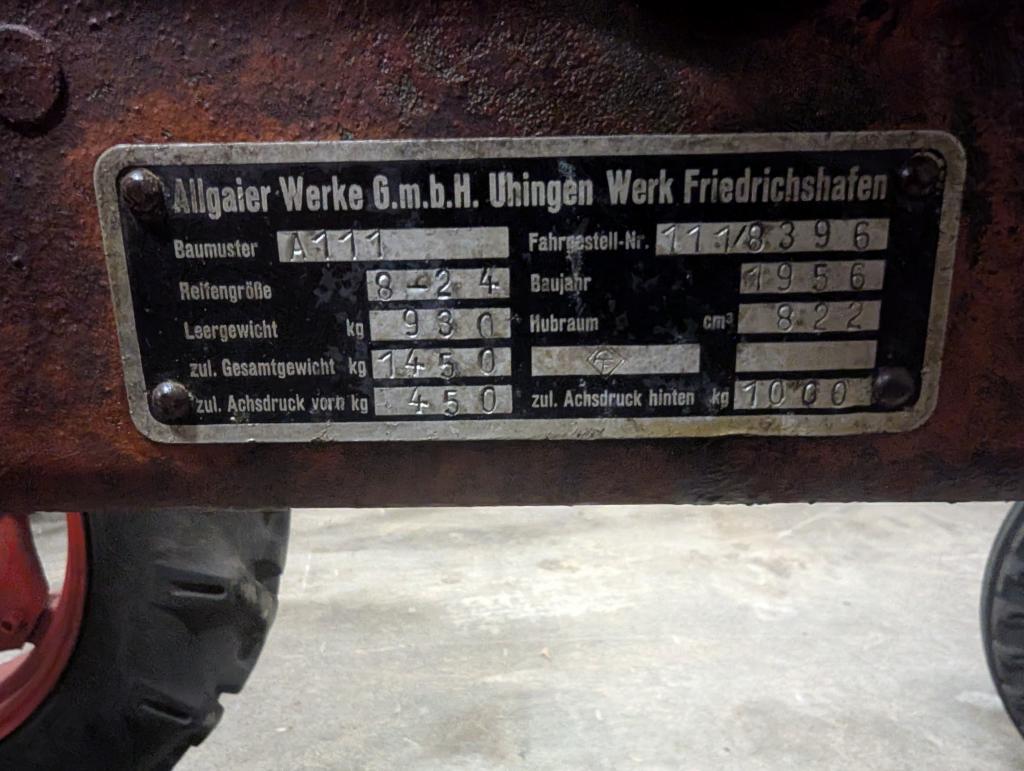 Allgaier Werke G.m.b.H. Uhingen Werk Friedrichshafen
Baumuster A111 Fahrgestell-Nr. 111/8396
Reifengröße 8-24 Baujahr 1956
Leergewicht kg 930 Hubraum cm³ 822
zul. Gesamtgewicht kg 1450
zul. Achsdruck vorn kg 450 zul. Achsdruck hinten kg 1000